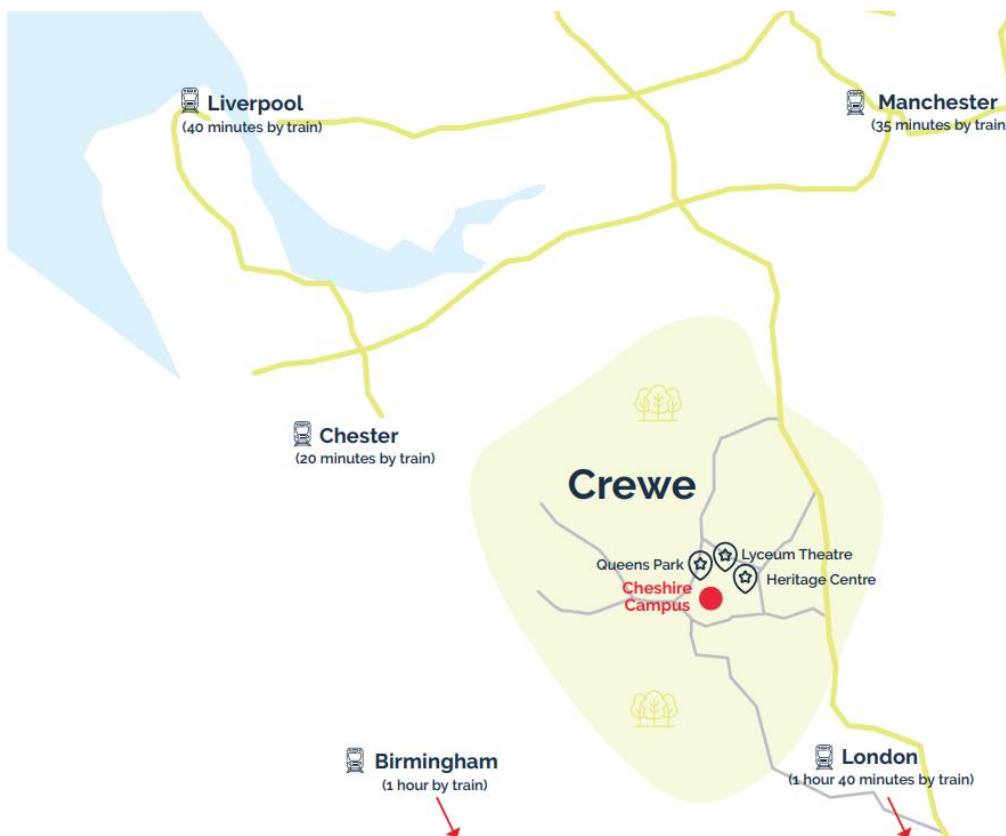 Liverpool
(40 minutes by train)
Manchester
(35 minutes by train
Chester
(20 minutes by train)
Crewe
Lyceum Theatre
Queens Park
Heritage Centre
Cheshire
Campus
Birmingham
(1 hour by train)
London
(1 hour 40 minutes by train)